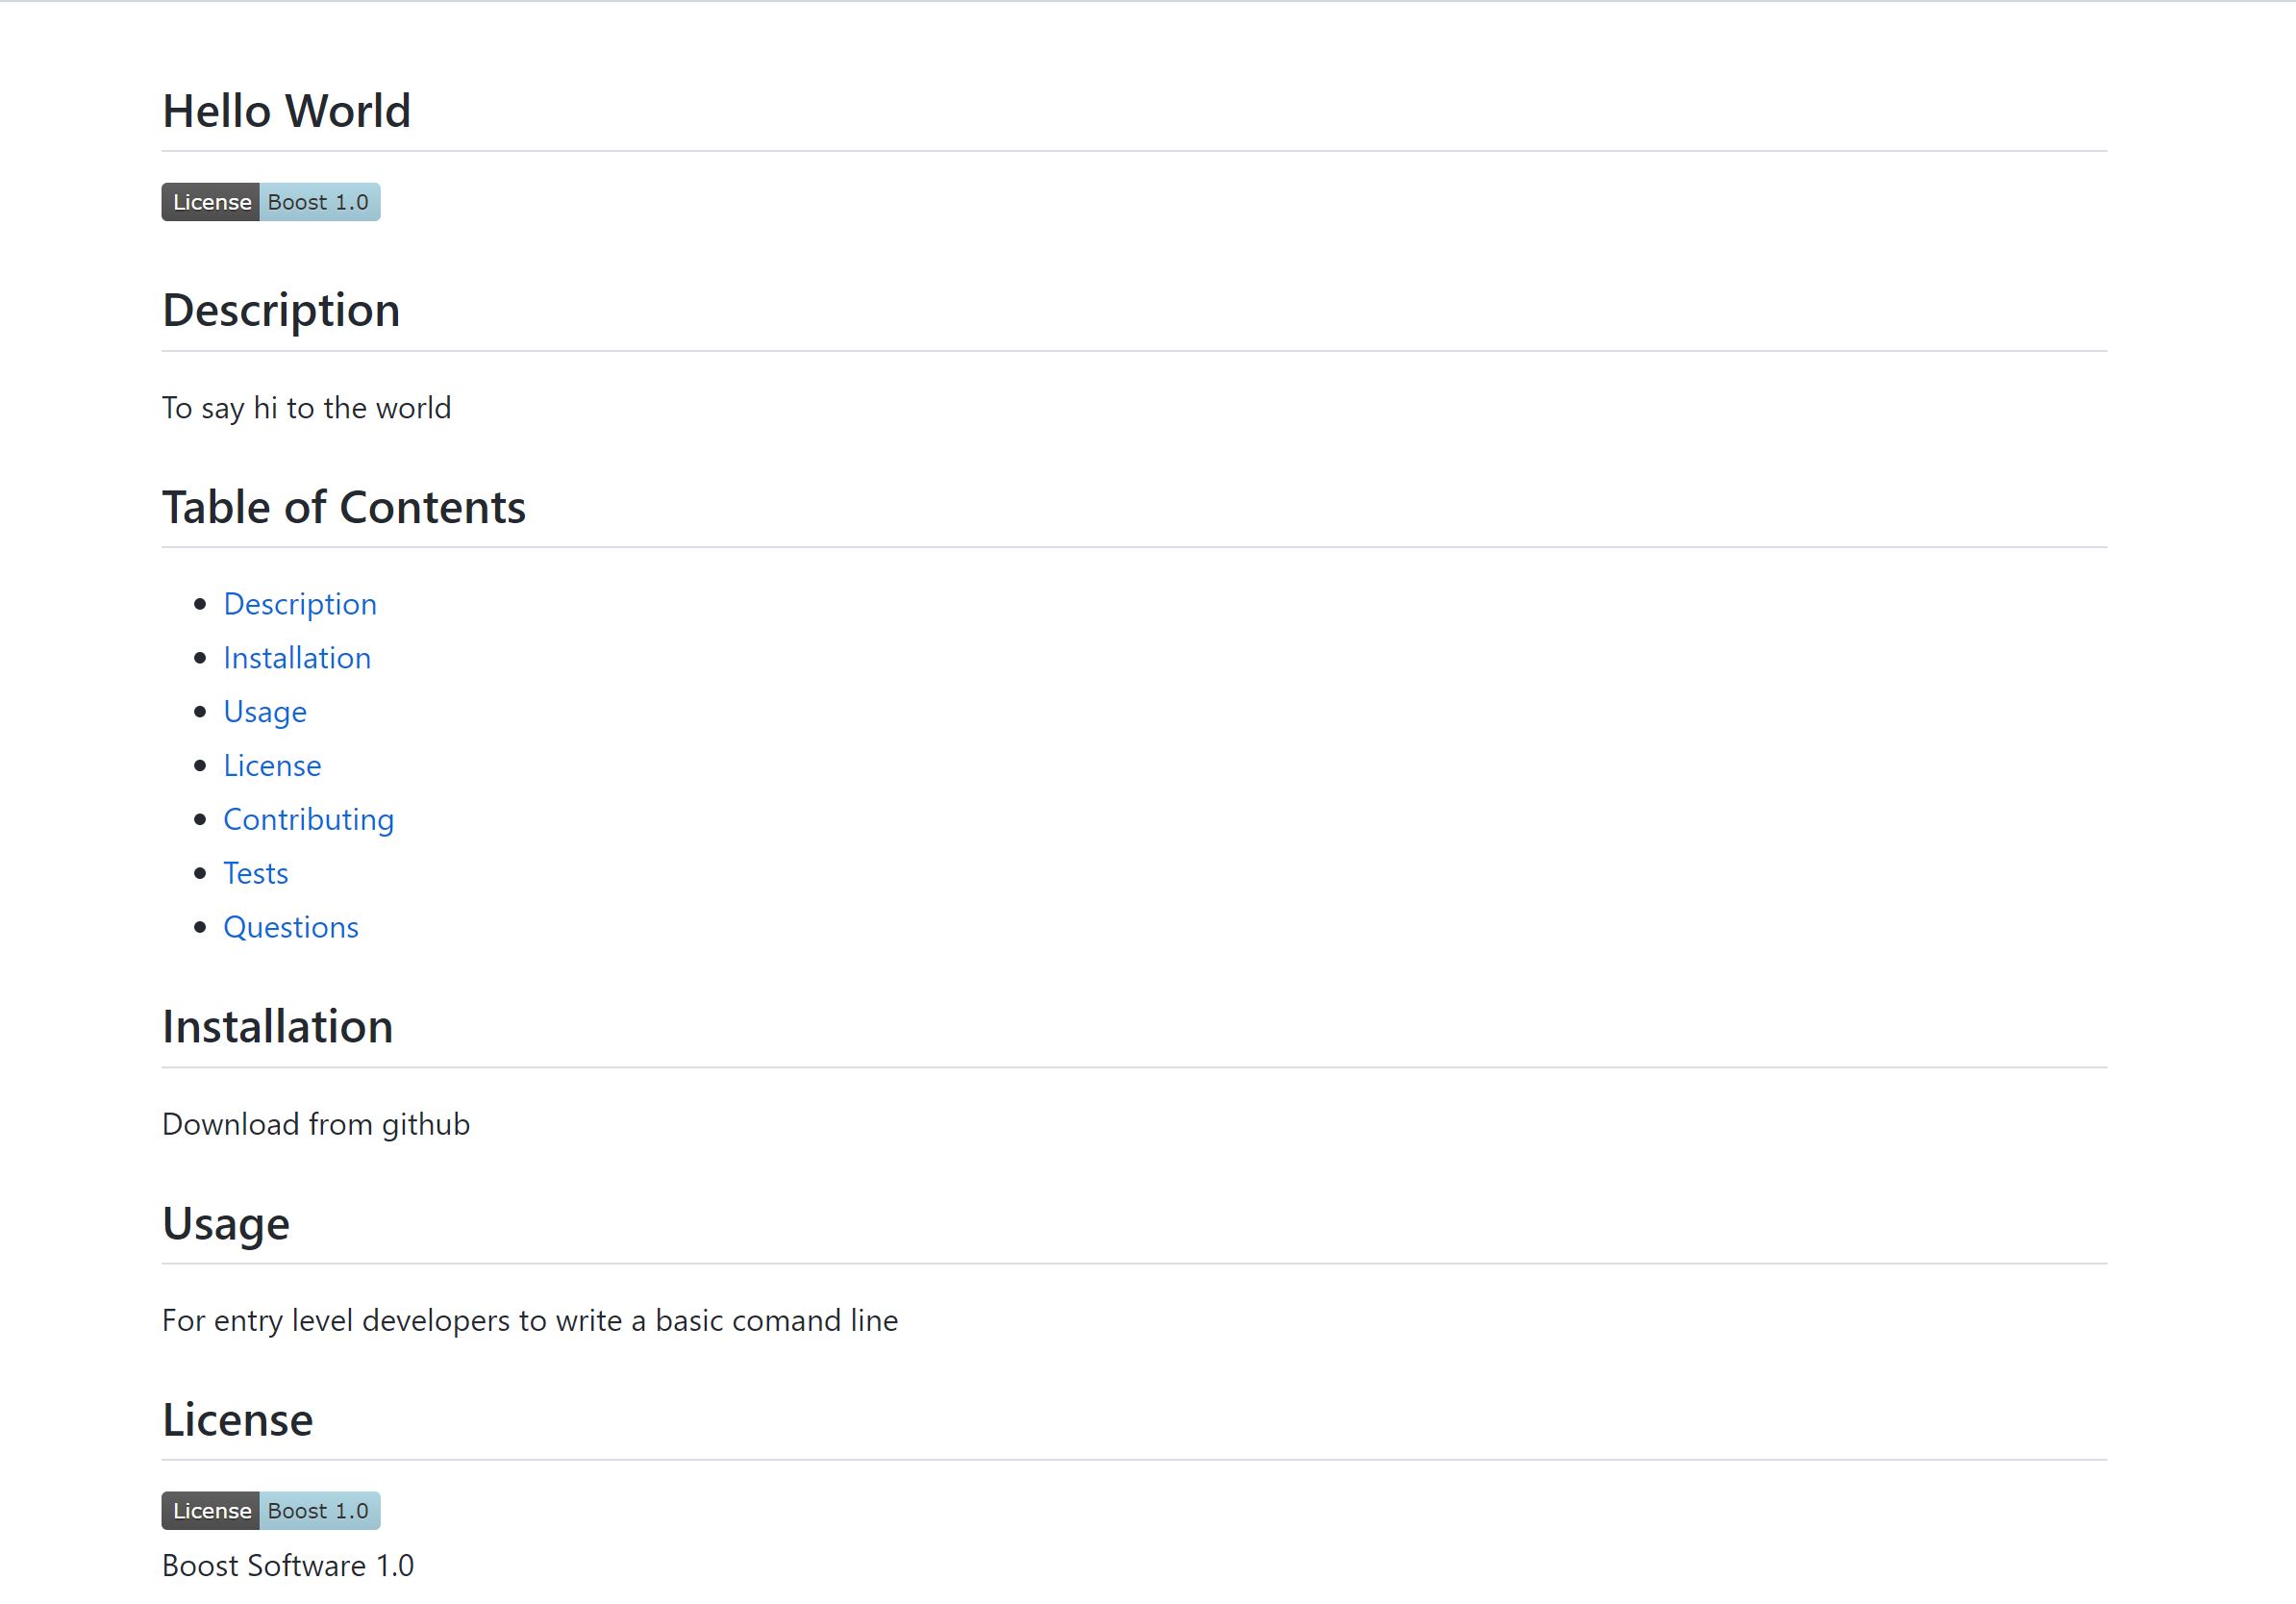 Hello World
License Boost 1.0
Description
To say hi to the world
Table of Contents
Description
Installation
Usage
License
Contributing
Tests
Questions
Installation
Download from github
Usage
For entry level developers to write a basic comand line
License
License Boost 1.0
Boost Software 1.0